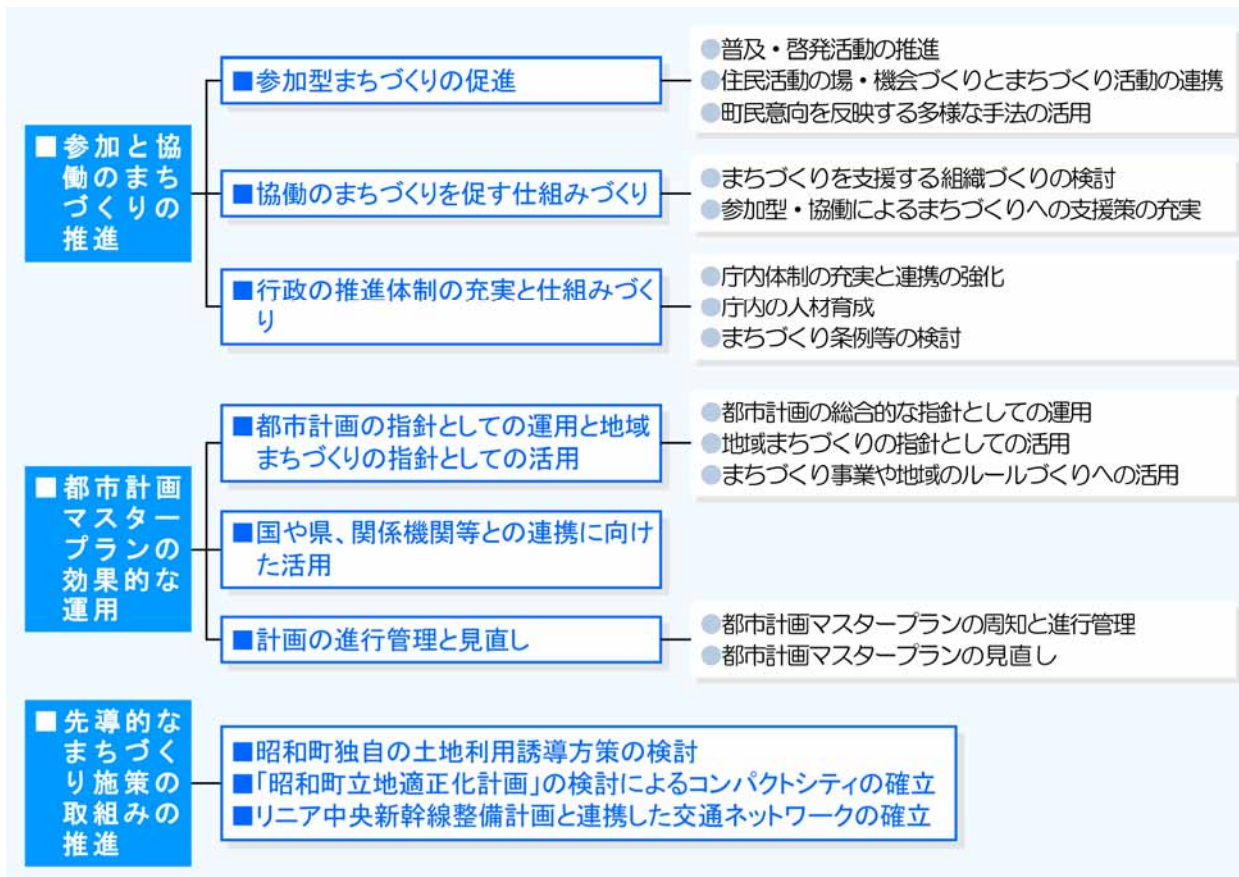 ■参加と協
働のまち
づくりの
推進
■参加型まちづくりの促進
●普及・啓発活動の推進
●住民活動の場・機会づくりとまちづくり活動の連携
●町民意向を反映する多様な手法の活用
■協働のまちづくりを促す仕組みづくり
●まちづくりを支援する組織づくりの検討
●参加型・協働によるまちづくりへの支援策の充実
■行政の推進体制の充実と仕組みづく
り
●庁内体制の充実と連携の強化
●庁内の人材育成
●まちづくり条例等の検討
■都市計画
マスター
プランの
効果的な
運用
■都市計画の指針としての運用と地域
まちづくりの指針としての活用
●都市計画の総合的な指針としての運用
●地域まちづくりの指針としての活用
●まちづくり事業や地域のルールづくりへの活用
■国や県、関係機関等との連携に向け
た活用
■計画の進行管理と見直し
●都市計画マスタープランの周知と進行管理
●都市計画マスタープランの見直し
■先導的な
まちづく
り施策の
取組みの
推進
■昭和町独自の土地利用誘導方策の検討
■「昭和町立地適正化計画」の検討によるコンパクトシティの確立
■リニア中央新幹線整備計画と連携した交通ネットワークの確立